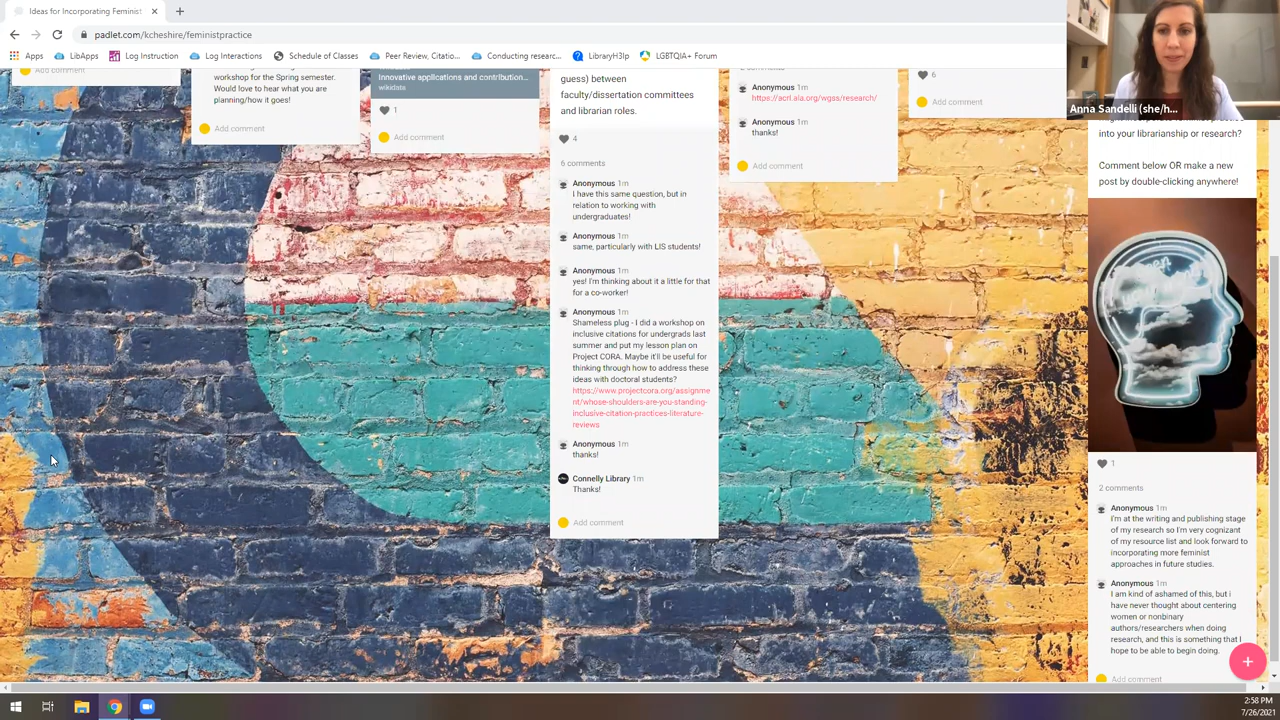 Ideas for Incorporating Feminist
padlet.com/kcheshire/feministpractice
Apps
LibApps
Log Instruction
Log Interactions
Schedule of Classes
Peer Review, Citatio...
Conducting researc...
LibraryH3lp
LGBTQIA+ Forum
Anna Sandelli (she/h...
Add comment
workshop for the Spring semester.
Would love to hear what you are
planning/how it goes!
Add comment
Innovative applications and contribution...
wikidata
1
Add comment
guess) between
faculty/dissertation committees
and librarian roles.
4
6 comments
Anonymous 1m
I have this same question, but in
relation to working with
undergraduates!
Anonymous 1m
same, particularly with LIS students!
Anonymous 1m
yes! I'm thinking about it a little for that
for a co-worker!
Anonymous 1m
Shameless plug - I did a workshop on
inclusive citations for undergrads last
summer and put my lesson plan on
Project CORA. Maybe it'll be useful for
thinking through how to address these
ideas with doctoral students?
https://www.projectcora.org/assignme
nt/whose-shoulders-are-you-standing-
inclusive-citation-practices-literature-
reviews
Anonymous 1m
thanks!
Connelly Library 1m
Thanks!
Add comment
Anonymous 1m
https://acrl.ala.org/wgss/research/
Anonymous 1m
thanks!
Add comment
6
Add comment
into your librarianship or research?
Comment below OR make a new
post by double-clicking anywhere!
1
2 comments
Anonymous 1m
I'm at the writing and publishing stage
of my research so I'm very cognizant
of my resource list and look forward to
incorporating more feminist
approaches in future studies.
Anonymous 1m
I am kind of ashamed of this, but i
have never thought about centering
women or nonbinary
authors/researchers when doing
research, and this is something that I
hope to be able to begin doing.
Add comment
2:58 PM
7/26/2021